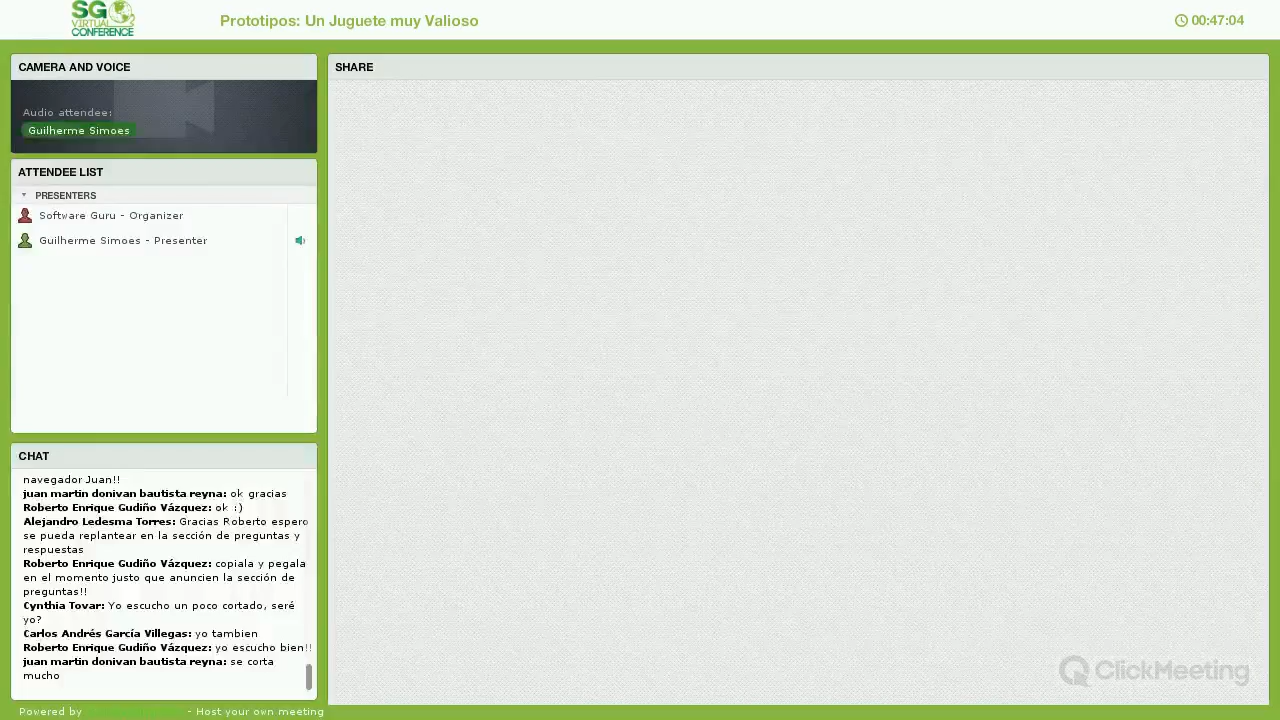 SG
VIRTUAL
CONFERENCE
Prototipos: Un Juguete muy Valioso
00:47:04
CAMERA AND VOICE
Audio attendee:
Guilherme Simoes
ATTENDEE LIST
PRESENTERS
Software Guru - Organizer
Guilherme Simoes - Presenter
CHAT
navegador Juan!!
juan martin donivan bautista reyna: ok gracias
Roberto Enrique Gudiño Vázquez: ok :)
Alejandro Ledesma Torres: Gracias Roberto espero
se pueda replantear en la sección de preguntas y
respuestas
Roberto Enrique Gudiño Vázquez: copiala y pegala
en el momento justo que anuncien la sección de
preguntas!!
Cynthia Tovar: Yo escucho un poco cortado, seré
yo?
Carlos Andrés García Villegas: yo tambien
Roberto Enrique Gudiño Vázquez: yo escucho bien!!
juan martin donivan bautista reyna: se corta
mucho
Powered by - Host your own meeting
SHARE
ClickMeeting